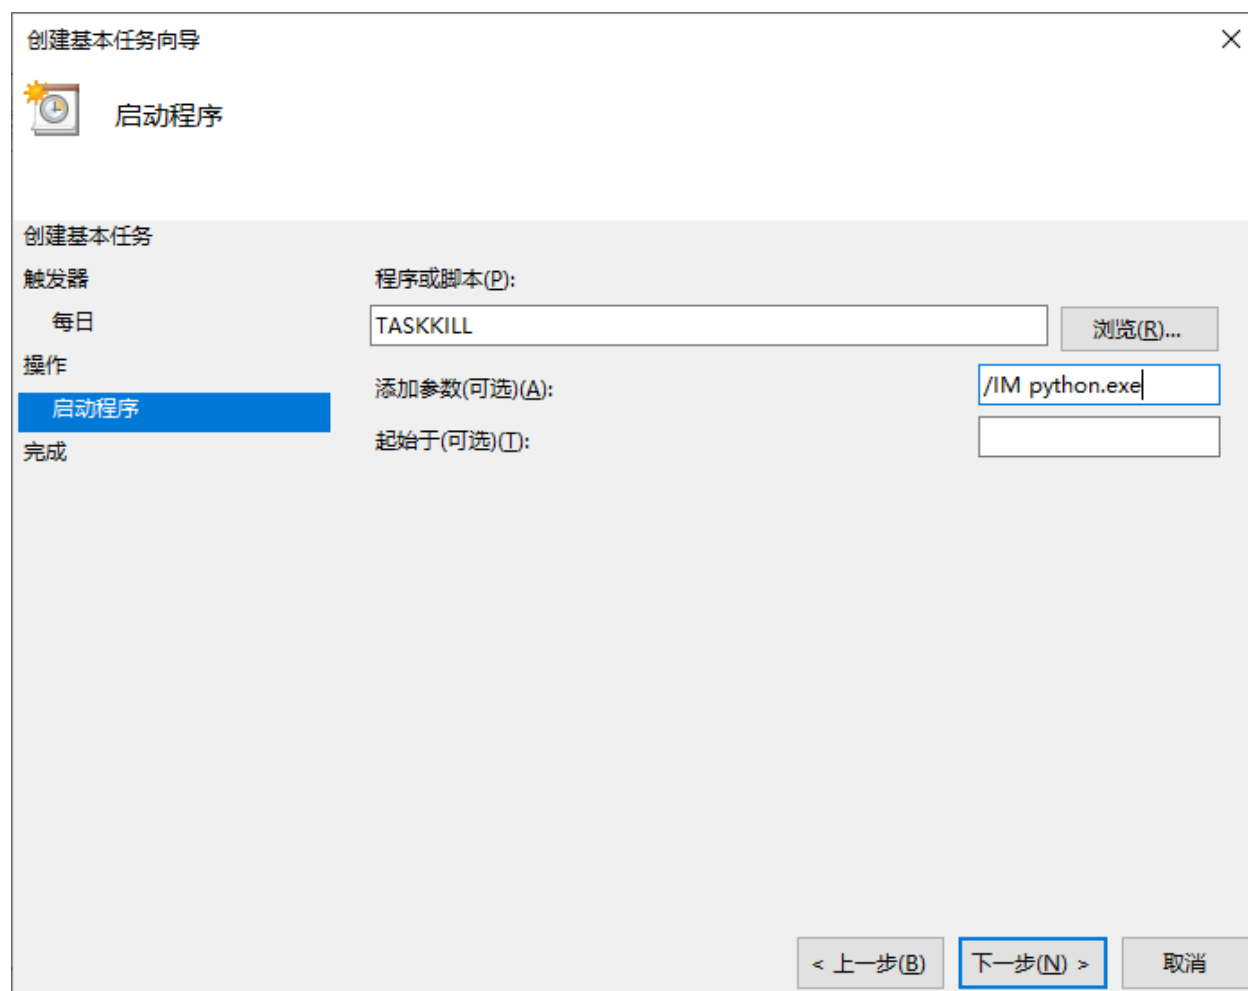 创建基本任务向导
启动程序
创建基本任务
触发器
每日
操作
启动程序
完成
程序或脚本(P):
TASKKILL
浏览(R)...
添加参数(可选)(A):
/IM python.exe
起始于(可选)(T):
< 上一步(B)
下一步(N) >
取消